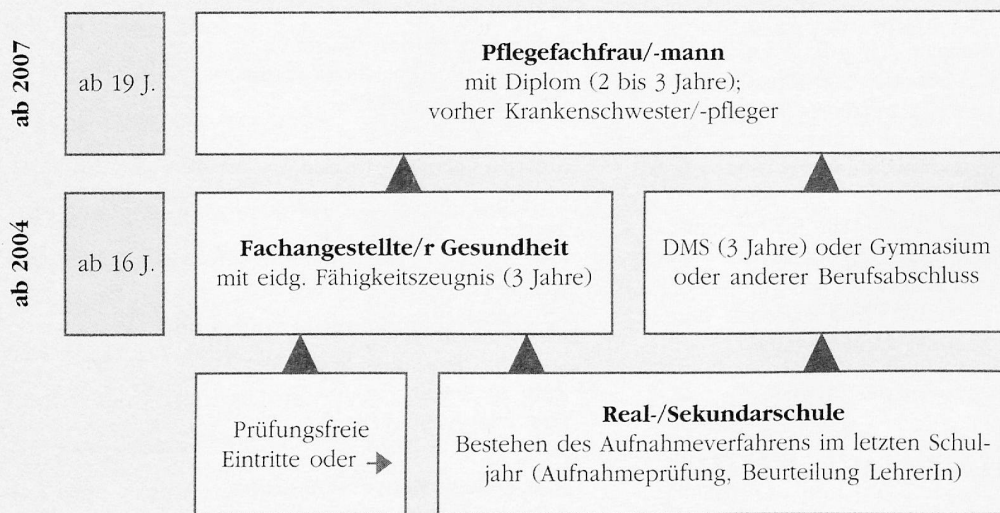 ab 2007
ab 19 J.
Pflegefachfrau/-mann
mit Diplom (2 bis 3 Jahre);
vorher Krankenschwester/-pfleger
ab 2004
ab 16 J.
Fachangestellte/r Gesundheit
mit eidg. Fähigkeitszeugnis (3 Jahre)
DMS (3 Jahre) oder Gymnasium
oder anderer Berufsabschluss
Prüfungsfreie
Eintritte oder →
Real-/Sekundarschule
Bestehen des Aufnahmeverfahrens im letzten Schul-
jahr (Aufnahmeprüfung, Beurteilung LehrerIn)